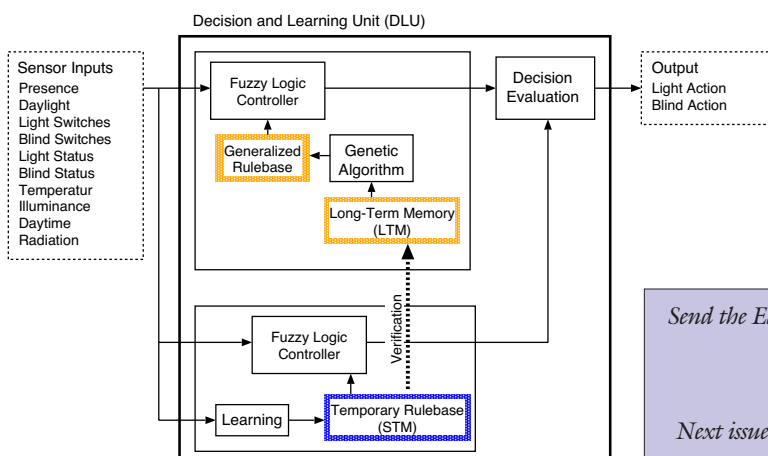 Decision and Learning Unit (DLU)
Sensor Inputs
Presence
Daylight
Light Switches
Blind Switches
Light Status
Blind Status
Temperatur
Illuminance
Daytime
Radiation
Fuzzy Logic
Controller
Decision
Evaluation
Output
Light Action
Blind Action
Generalized
Rulebase
Genetic
Algorithm
Long-Term Memory
(LTM)
Verification
Fuzzy Logic
Controller
Learning
Temporary Rulebase
(STM)
Send the
Next issue